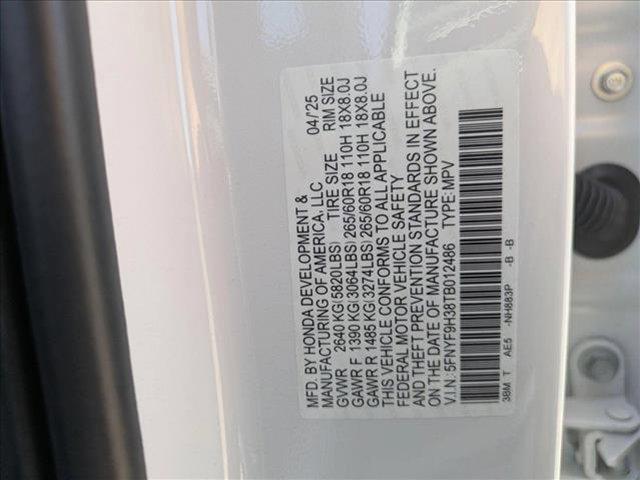 MFD. BY HONDA DEVELOPMENT &
MANUFACTURING OF AMERICA, LLC 04/'25
GVWR 2640 KG(5820LBS) TIRE SIZE RIM SIZE
GAWR F 1390 KG(3064LBS) 265/60R18 110H 18X8.0J
GAWR R 1485 KG(3274LBS) 265/60R18 110H 18X8.0J
THIS VEHICLE CONFORMS TO ALL APPLICABLE
FEDERAL MOTOR VEHICLE SAFETY
AND THEFT PREVENTION STANDARDS IN EFFECT
ON THE DATE OF MANUFACTURE SHOWN ABOVE.
V.I.N.: 5FNYF9H38TB012486 TYPE: MPV
38M T AE5 -NH883P -B -B